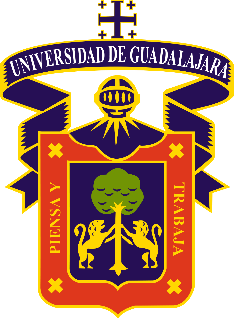 UNIVERSIDAD DE GUADALAJARA
PIENSA Y
TRABAJA